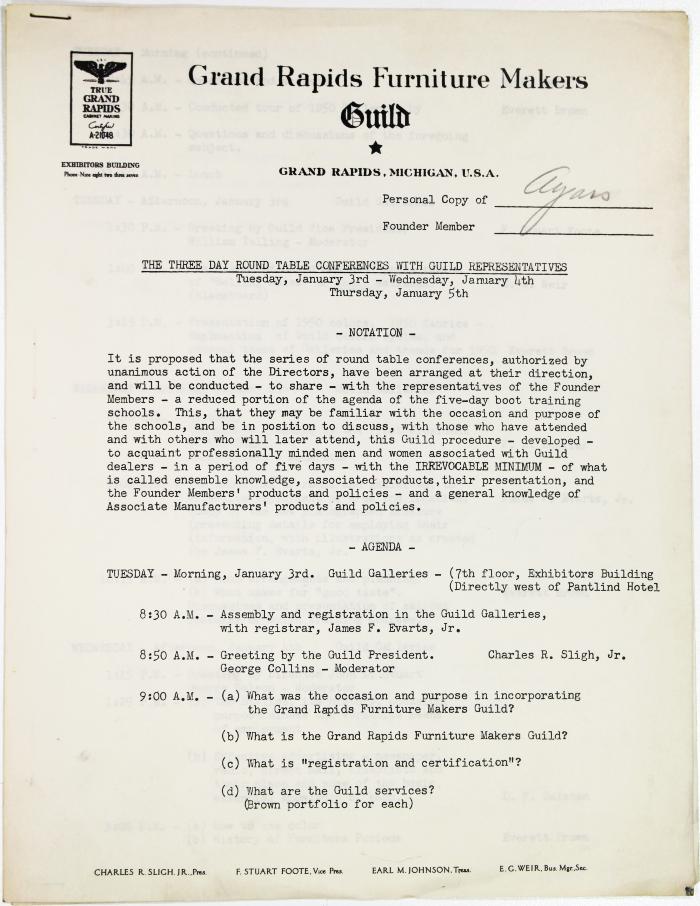 Grand Rapids Furniture Makers
Guild
GRAND RAPIDS, MICHIGAN, U.S.A.
TRUE
GRAND
RAPIDS
CABINET MAKING
A-21048
TRADE MARK
EXHIBITORS BUILDING
Phone Nine eight two three seven
Personal Copy of Ayars
Founder Member
THE THREE DAY ROUND TABLE CONFERENCES WITH GUILD REPRESENTATIVES
Tuesday, January 3rd - Wednesday, January 4th
Thursday, January 5th
- NOTATION -
It is proposed that the series of round table conferences, authorized by
unanimous action of the Directors, have been arranged at their direction,
and will be conducted - to share - with the representatives of the Founder
Members - a reduced portion of the agenda of the five-day boot training
schools. This, that they may be familiar with the occasion and purpose of
the schools, and be in position to discuss, with those who have attended
and with others who will later attend, this Guild procedure - developed -
to acquaint professionally minded men and women associated with Guild
dealers - in a period of five days - with the IRREVOCABLE MINIMUM - of what
is called ensemble knowledge, associated products,their presentation, and
the Founder Members' products and policies - and a general knowledge of
Associate Manufacturers' products and policies.
- AGENDA -
TUESDAY - Morning, January 3rd. Guild Galleries - (7th floor, Exhibitors Building
(Directly west of Pantlind Hotel
8:30 A.M. - Assembly and registration in the Guild Galleries,
with registrar, James F. Evarts, Jr.
8:50 A.M. - Greeting by the Guild President. Charles R. Sligh, Jr.
George Collins - Moderator
9:00 A.M. - (a) What was the occasion and purpose in incorporating
the Grand Rapids Furniture Makers Guild?
(b) What is the Grand Rapids Furniture Makers Guild?
(c) What is "registration and certification"?
(d) What are the Guild services?
(Brown portfolio for each)
CHARLES R. SLIGH, JR., Pres. F. STUART FOOTE, Vice Pres. EARL M. JOHNSON, Treas. E. G. WEIR, Bus. Mgr., Sec.